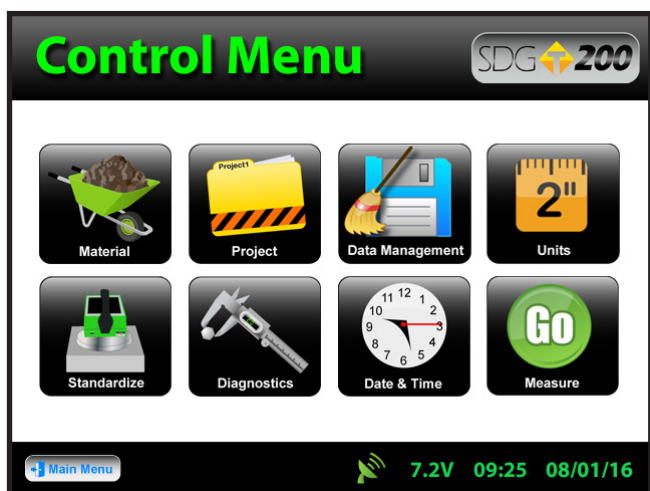 Control Menu
SDG 200
Project1
2"
Material
Project
Data Management
Units
11 12 1
10 2
9 3
8 4
7 6 5
Go
Standardize
Diagnostics
Date & Time
Measure
Main Menu
7.2V 09:25 08/01/16